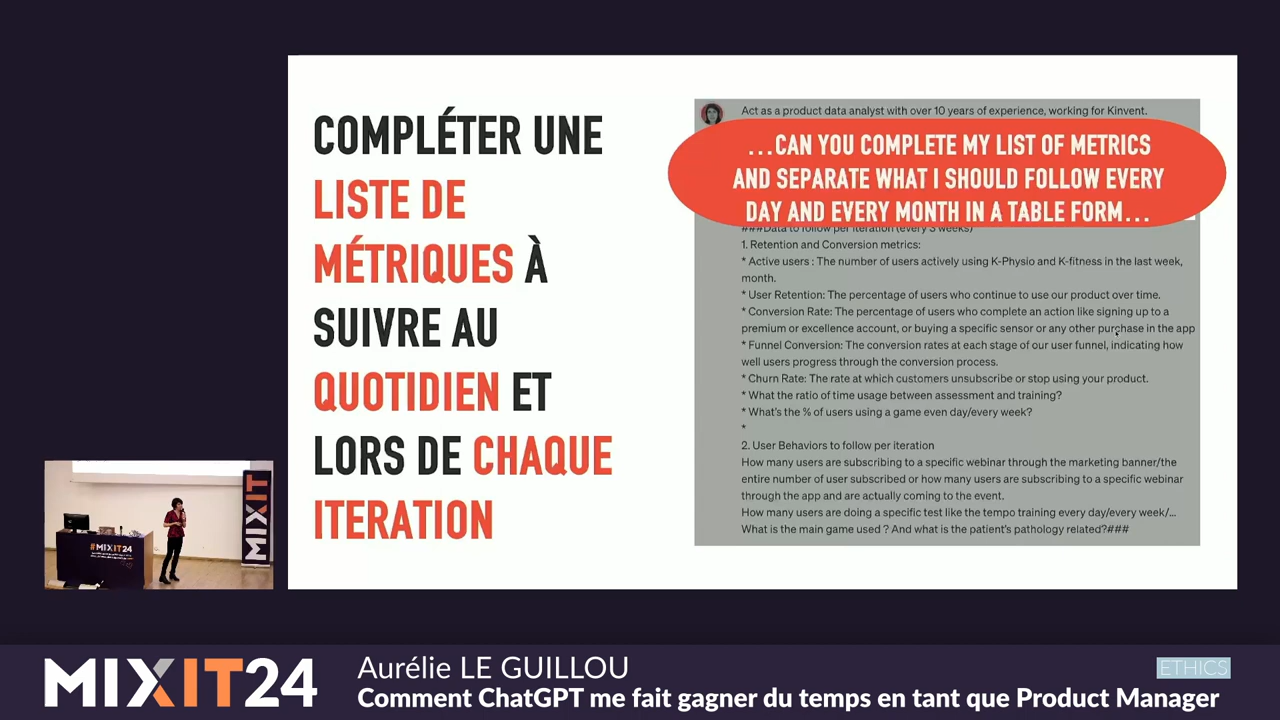 COMPLÉTER UNE
LISTE DE
MÉTRIQUES À
SUIVRE AU
QUOTIDIEN ET
LORS DE CHAQUE
ITERATION
Act as a product data analyst with over 10 years of experience, working for Kinvent.
...CAN YOU COMPLETE MY LIST OF METRICS
AND SEPARATE WHAT I SHOULD FOLLOW EVERY
DAY AND EVERY MONTH IN A TABLE FORM...
###Data to follow per iteration (every 3 weeks)
1. Retention and Conversion metrics:
* Active users : The number of users actively using K-Physio and K-fitness in the last week,
month.
* User Retention: The percentage of users who continue to use our product over time.
* Conversion Rate: The percentage of users who complete an action like signing up to a
premium or excellence account, or buying a specific sensor or any other purchase in the app
* Funnel Conversion: The conversion rates at each stage of our user funnel, indicating how
well users progress through the conversion process.
* Churn Rate: The rate at which customers unsubscribe or stop using your product.
* What the ratio of time usage between assessment and training?
* What's the % of users using a game even day/every week?
*
2. User Behaviors to follow per iteration
How many users are subscribing to a specific webinar through the marketing banner/the
entire number of user subscribed or how many users are subscribing to a specific webinar
through the app and are actually coming to the event.
How many users are doing a specific test like the tempo training every day/every week/...
What is the main game used ? And what is the patient's pathology related?###
MIXIT
#MIXIT24
MIXIT24
Aurélie LE GUILLOU
ETHICS
Comment ChatGPT me fait gagner du temps en tant que Product Manager